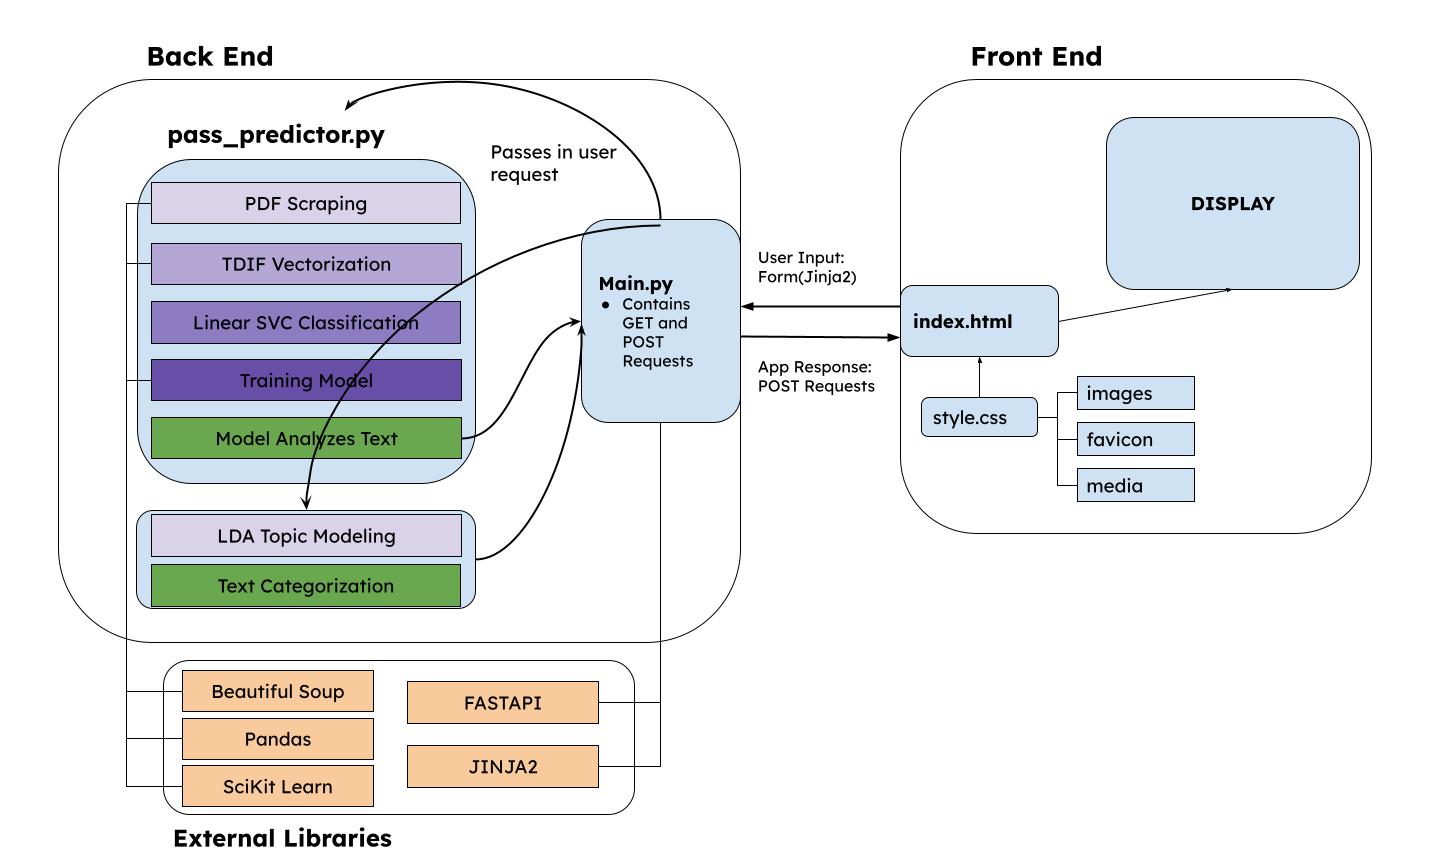 Back End
Front End
pass_predictor.py
Passes in user
request
PDF Scraping
TDIF Vectorization
Linear SVC Classification
Training Model
Model Analyzes Text
LDA Topic Modeling
Text Categorization
Main.py
● Contains
GET and
POST
Requests
User Input:
Form(Jinja2)
App Response:
POST Requests
DISPLAY
index.html
style.css
images
favicon
media
Beautiful Soup
Pandas
SciKit Learn
FASTAPI
JINJA2
External Libraries